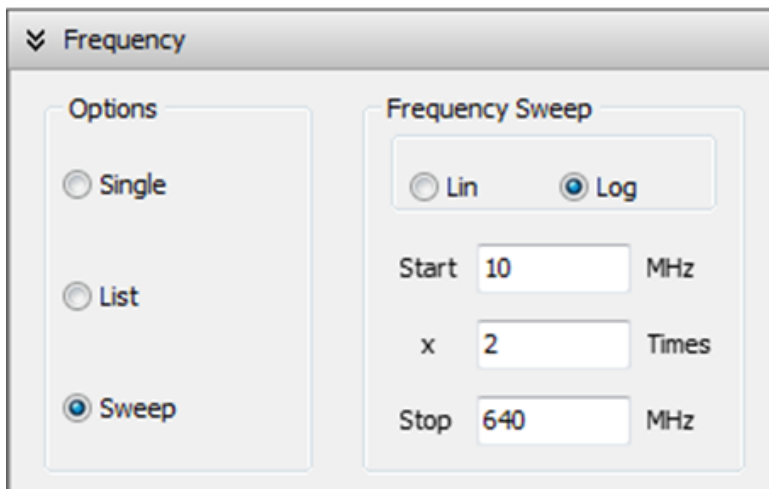 Frequency
Options
Single
List
Sweep
Frequency Sweep
Lin Log
Start 10 MHz
x 2 Times
Stop 640 MHz